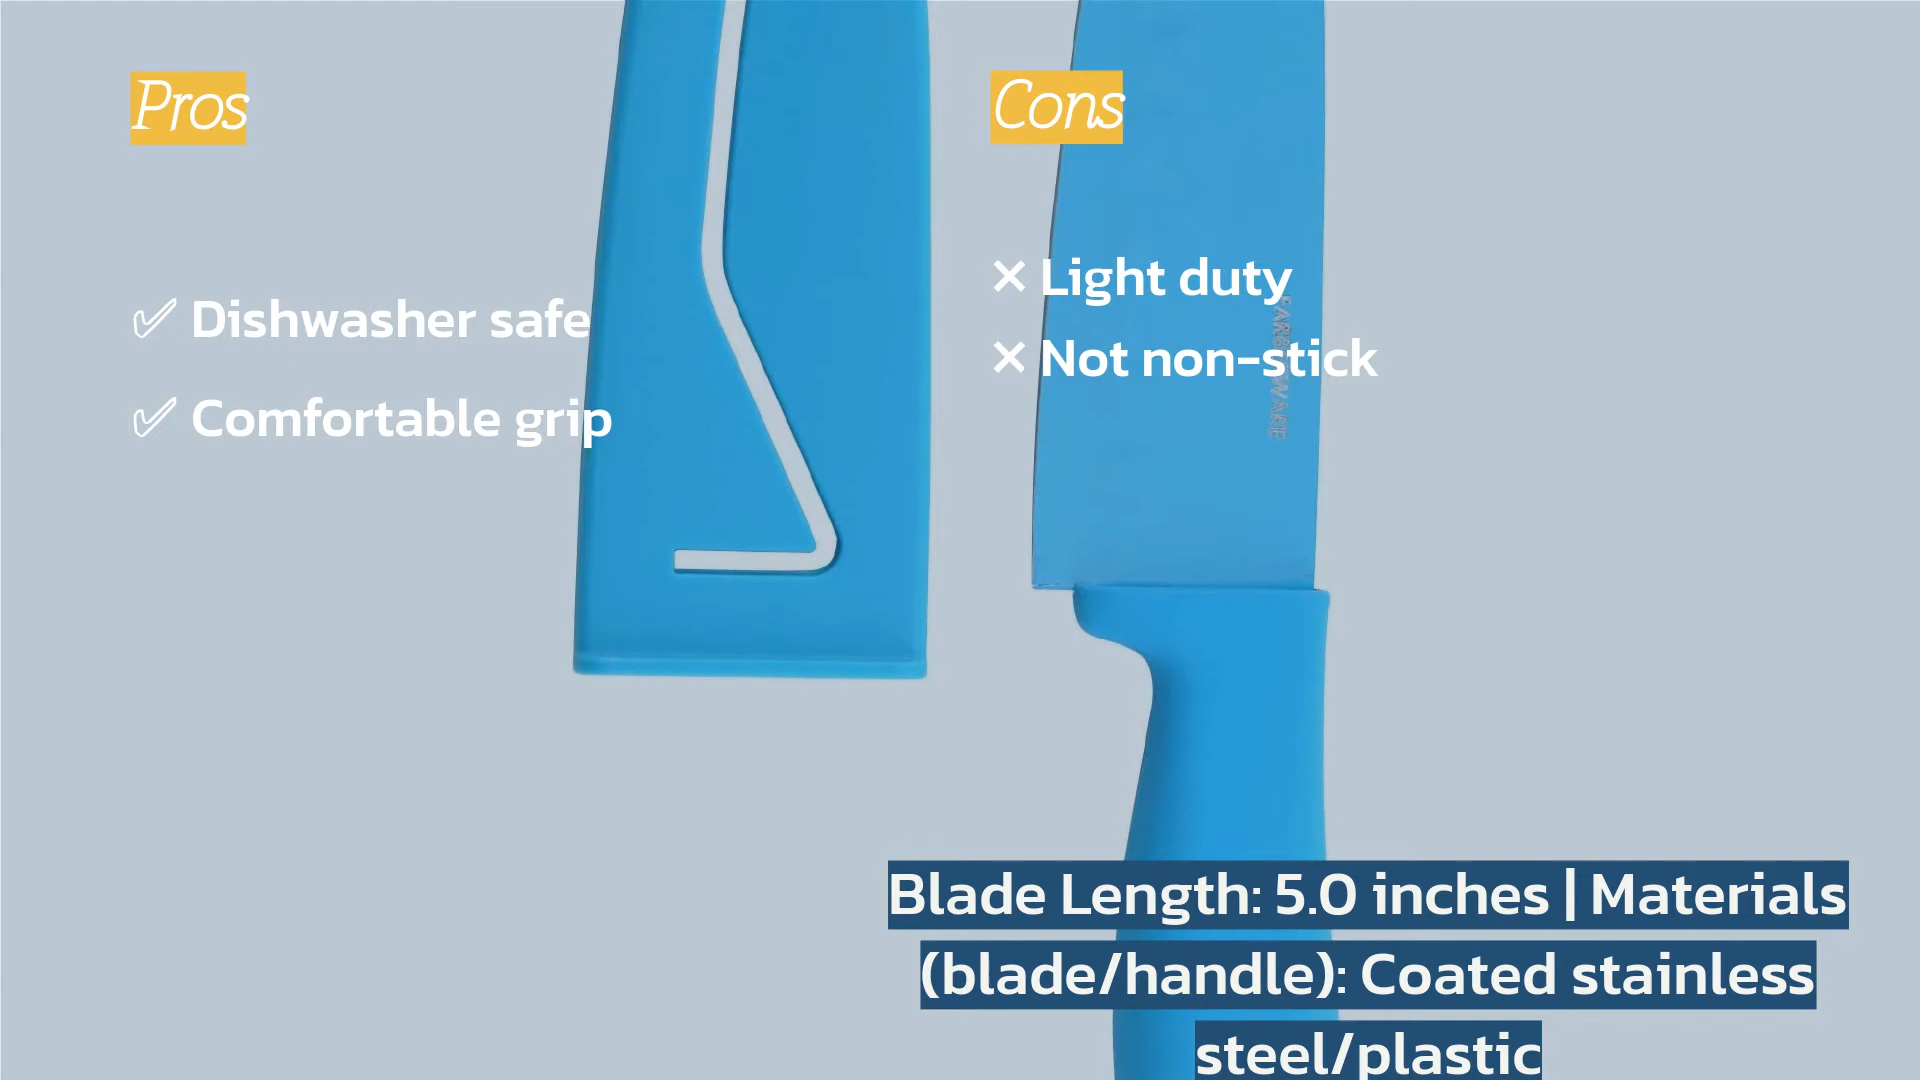 Pros
✅ Dishwasher safe
✅ Comfortable grip
Cons
❌ Light duty
❌ Not non-stick
FARBERWARE
Blade Length: 5.0 inches | Materials
(blade/handle): Coated stainless
steel/plastic